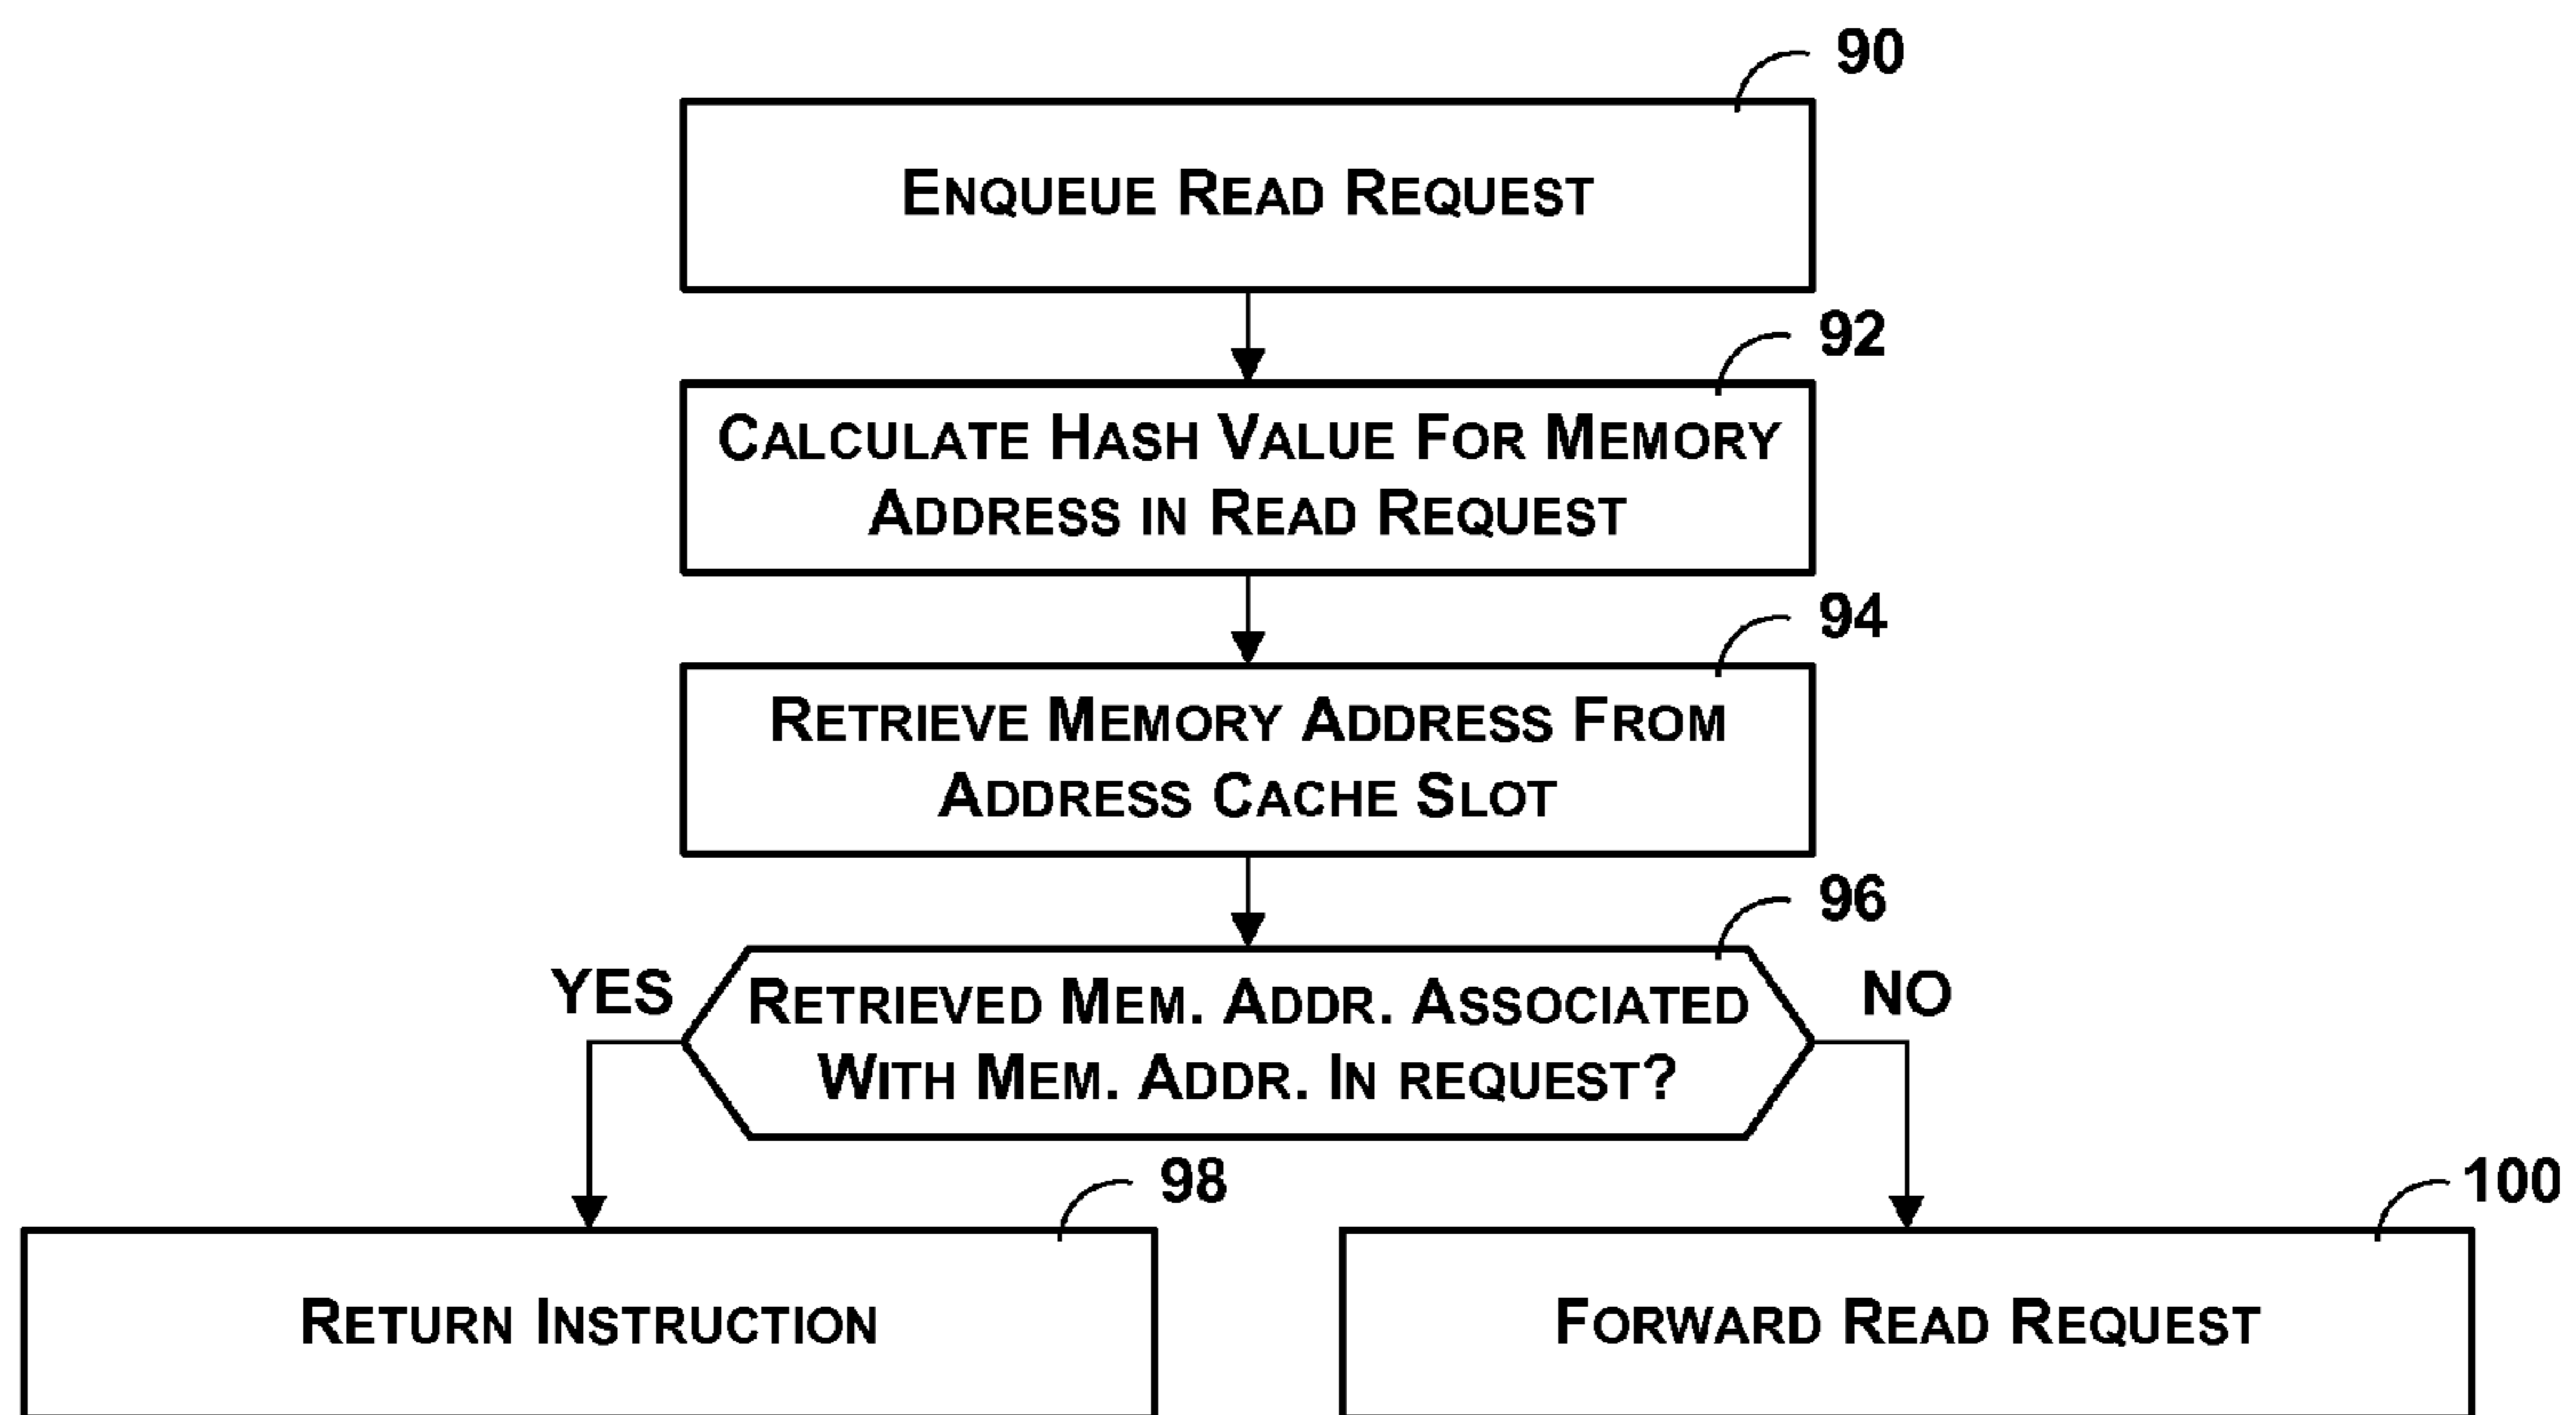 90
ENQUEUE READ REQUEST
92
CALCULATE HASH VALUE FOR MEMORY
ADDRESS IN READ REQUEST
94
RETRIEVE MEMORY ADDRESS FROM
ADDRESS CACHE SLOT
96
YES
RETRIEVED MEM. ADDR. ASSOCIATED
WITH MEM. ADDR. IN REQUEST?
NO
98
RETURN INSTRUCTION
100
FORWARD READ REQUEST